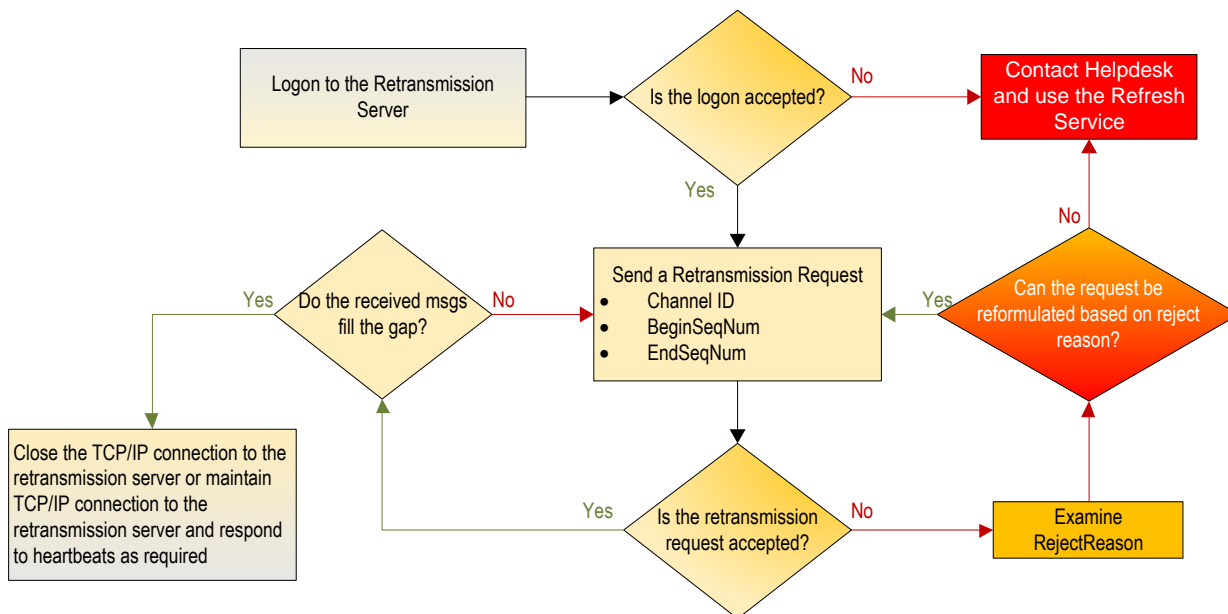 Logon to the Retransmission
Server
Is the logon accepted?
No
Contact Helpdesk
and use the Refresh
Service
Yes
No
Send a Retransmission Request
• Channel ID
• BeginSeqNum
• EndSeqNum
Yes
Do the received msgs
fill the gap?
No
Yes
Can the request be
reformulated based on reject
reason?
Close the TCP/IP connection to the
retransmission server or maintain
TCP/IP connection to the
retransmission server and respond
to heartbeats as required
Yes
Is the retransmission
request accepted?
No
Examine
RejectReason